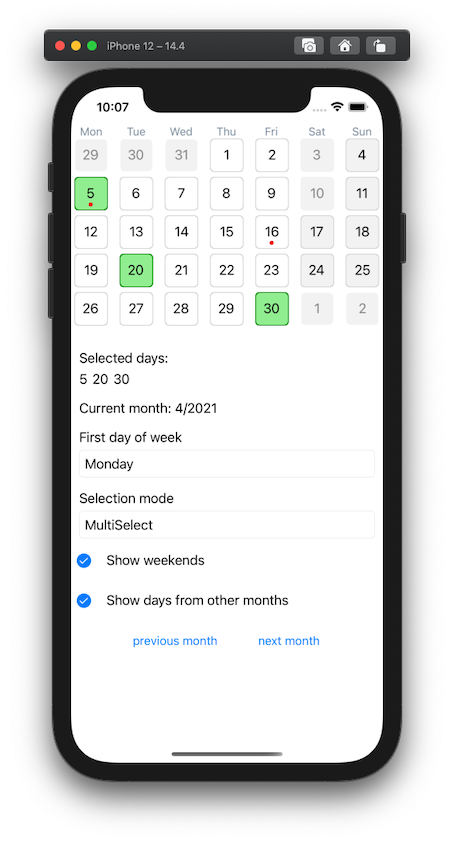 iPhone 12 – 14.4
10:07
Mon Tue Wed Thu Fri Sat Sun
29 30 31 1 2 3 4
5 6 7 8 9 10 11
12 13 14 15 16 17 18
19 20 21 22 23 24 25
26 27 28 29 30 1 2
Selected days:
5 20 30
Current month: 4/2021
First day of week
Monday
Selection mode
MultiSelect
Show weekends
Show days from other months
previous month next month